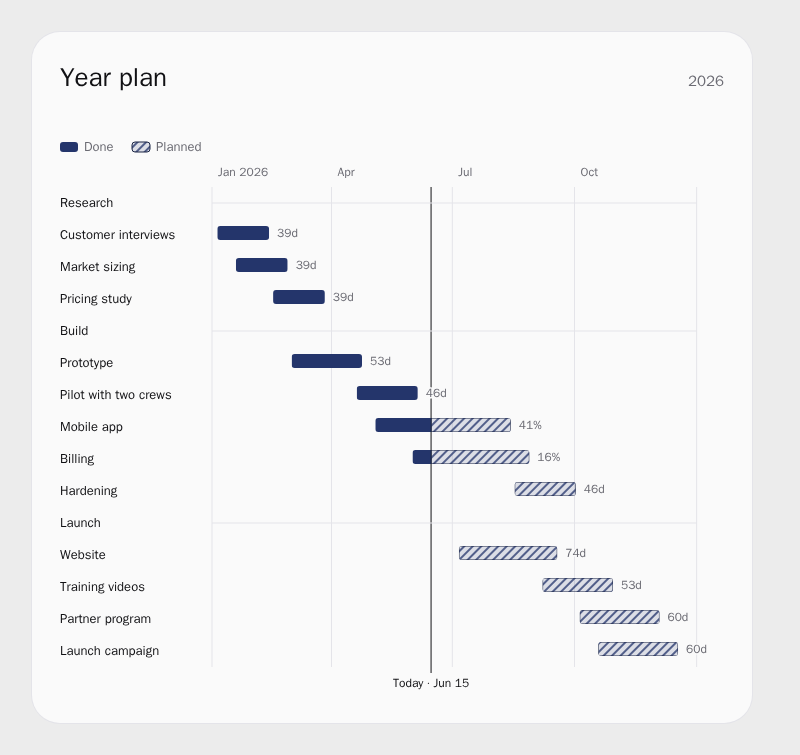 Year plan
2026
Done
Planned
Jan 2026
Apr
Jul
Oct
Research
Customer interviews
39d
Market sizing
39d
Pricing study
39d
Build
Prototype
53d
Pilot with two crews
46d
Mobile app
41%
Billing
16%
Hardening
46d
Launch
Website
74d
Training videos
53d
Partner program
60d
Launch campaign
60d
Today · Jun 15